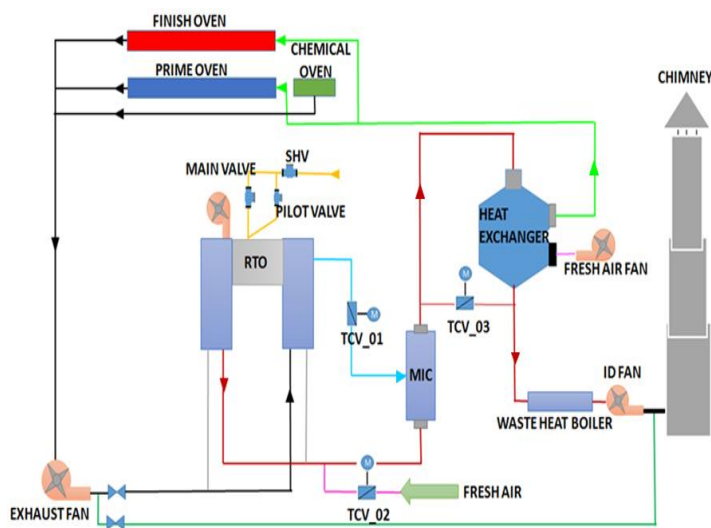 FINISH OVEN
CHEMICAL
OVEN
PRIME OVEN
CHIMNEY
SHV
MAIN VALVE
PILOT VALVE
HEAT
EXCHANGER
RTO
FRESH AIR FAN
M
TCV_03
M
TCV_01
MIC
ID FAN
WASTE HEAT BOILER
M
FRESH AIR
EXHAUST FAN
TCV_02